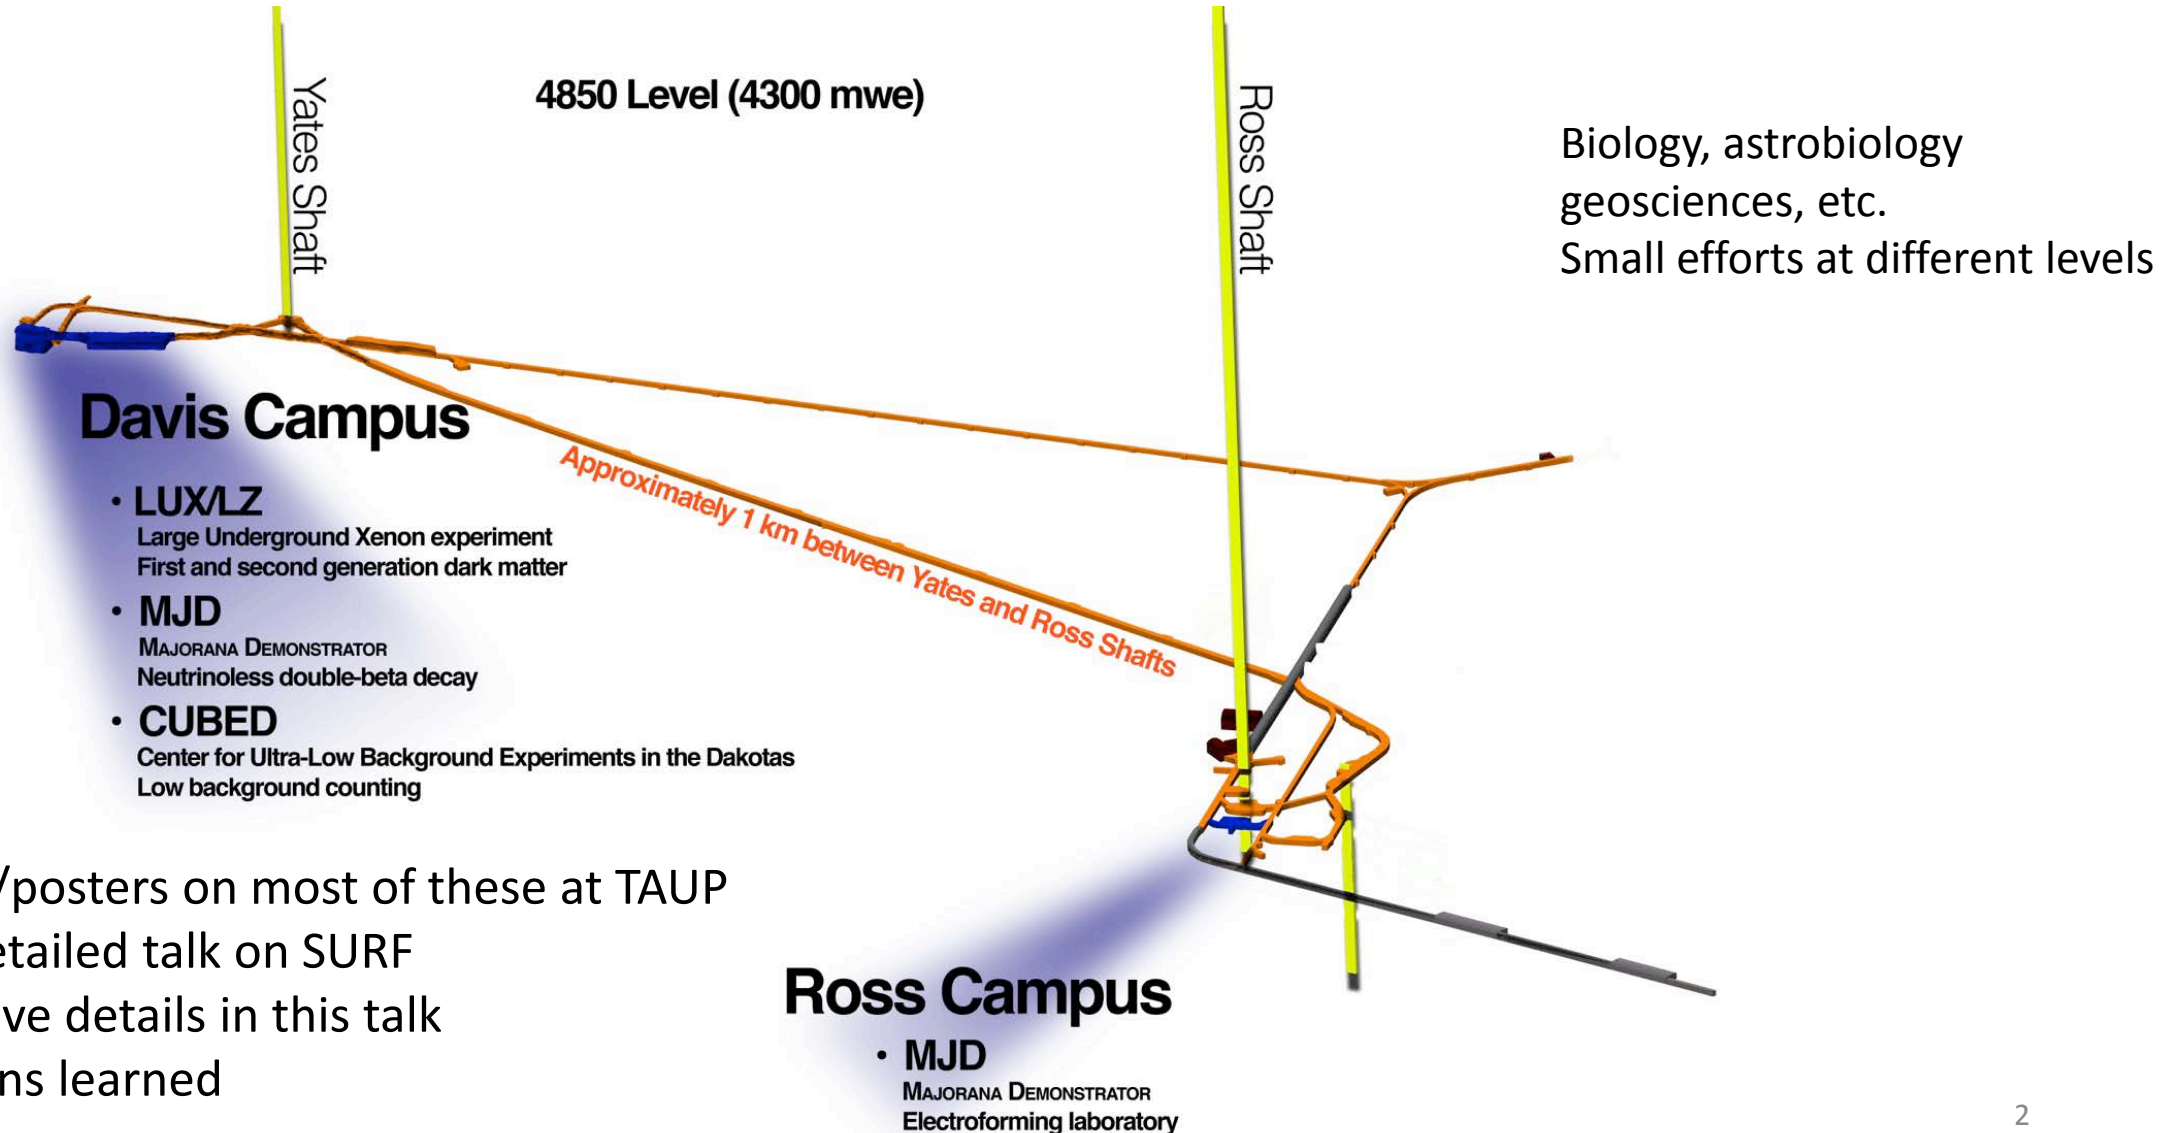 4850 Level (4300 mwe)
Yates Shaft
Ross Shaft
Biology, astrobiology
geosciences, etc.
Small efforts at different levels
Davis Campus
• LUX/LZ
Large Underground Xenon experiment
First and second generation dark matter
• MJD
MAJORANA DEMONSTRATOR
Neutrinoless double-beta decay
• CUBED
Center for Ultra-Low Background Experiments in the Dakotas
Low background counting
Approximately 1 km between Yates and Ross Shafts
/posters on most of these at TAUP
etailed talk on SURF
ve details in this talk
ns learned
Ross Campus
• MJD
MAJORANA DEMONSTRATOR
Electroforming laboratory
2